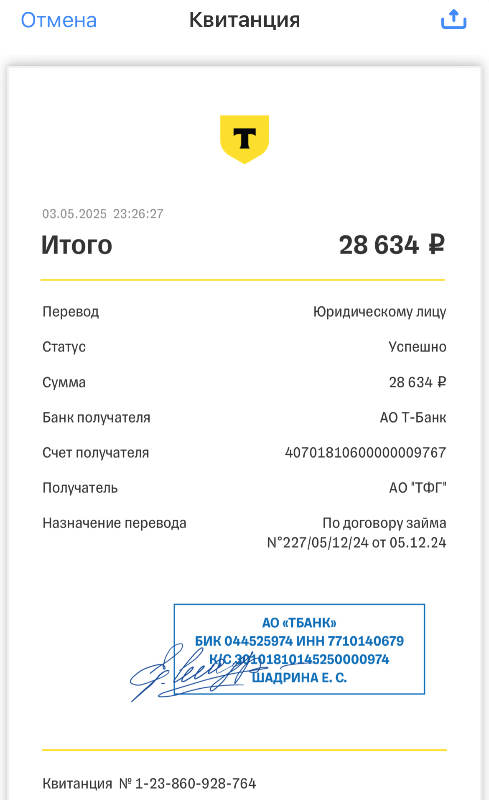 Отмена Квитанция
Т
03.05.2025 23:26:27
Итого 28 634 ₽
Перевод Юридическому лицу
Статус Успешно
Сумма 28 634 ₽
Банк получателя АО Т-Банк
Счет получателя 40701810600000009767
Получатель АО "ТФГ"
Назначение перевода По договору займа
N°227/05/12/24 от 05.12.24
АО «ТБАНК»
БИК 044525974 ИНН 7710140679
К/С 30101810145250000974
ШАДРИНА Е. С.
Квитанция № 1-23-860-928-764